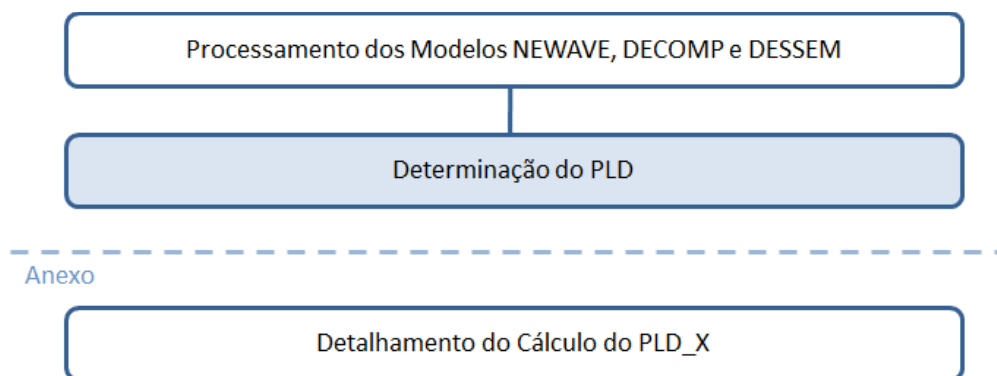 Processamento dos Modelos NEWAVE, DECOMP e DESSEM
Determinação do PLD
Anexo
Detalhamento do Cálculo do PLD_X